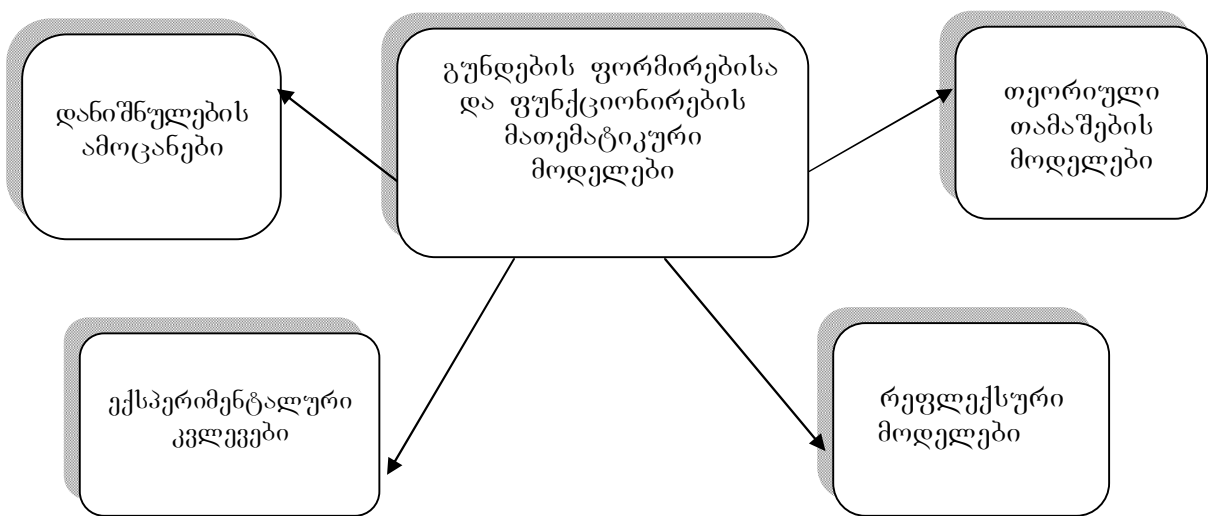 დანიშნულების
ამოცანები
გუნდების ფორმირებისა
და ფუნქციონირების
მათემატიკური
მოდელები
თეორიული
თამაშების
მოდელები
ექსპერიმენტალური
კვლევები
რეფლექსური
მოდელები